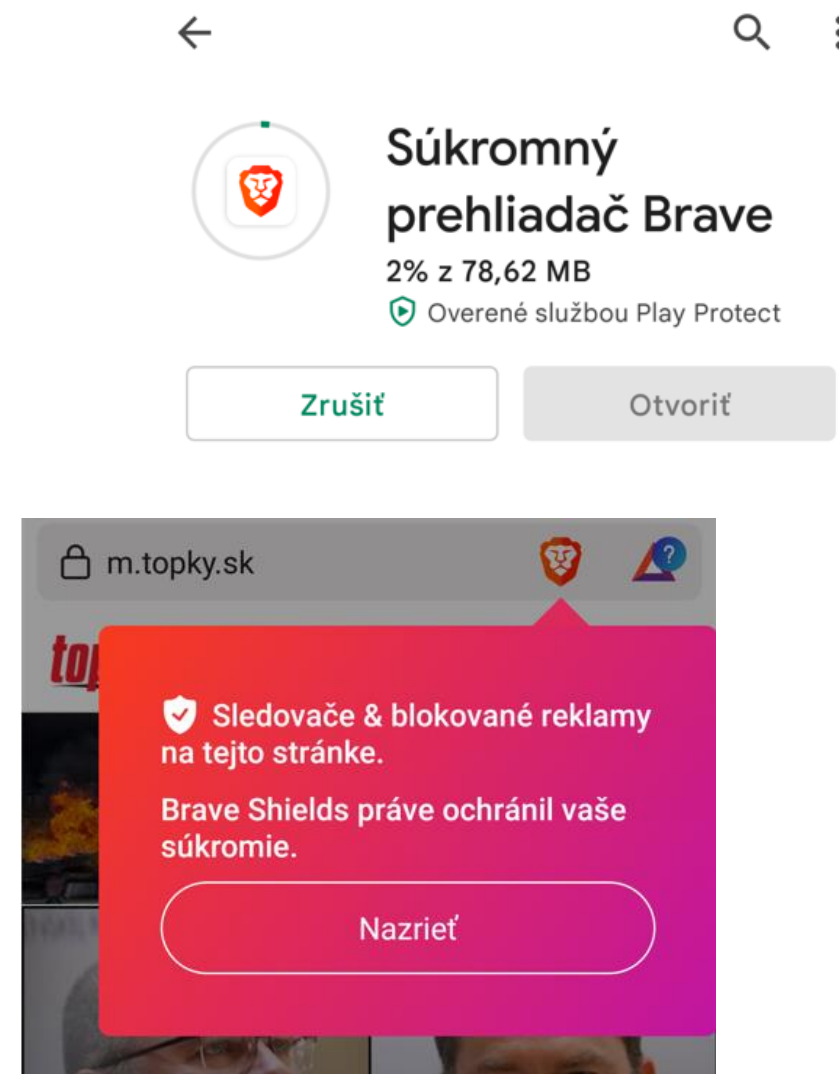 Súkromný
prehliadač Brave
2% z 78,62 MB
Overené službou Play Protect
Zrušiť
Otvoriť
m.topky.sk
?
top
Sledovače & blokované reklamy
na tejto stránke.
Brave Shields práve ochránil vaše
súkromie.
Nazrieť